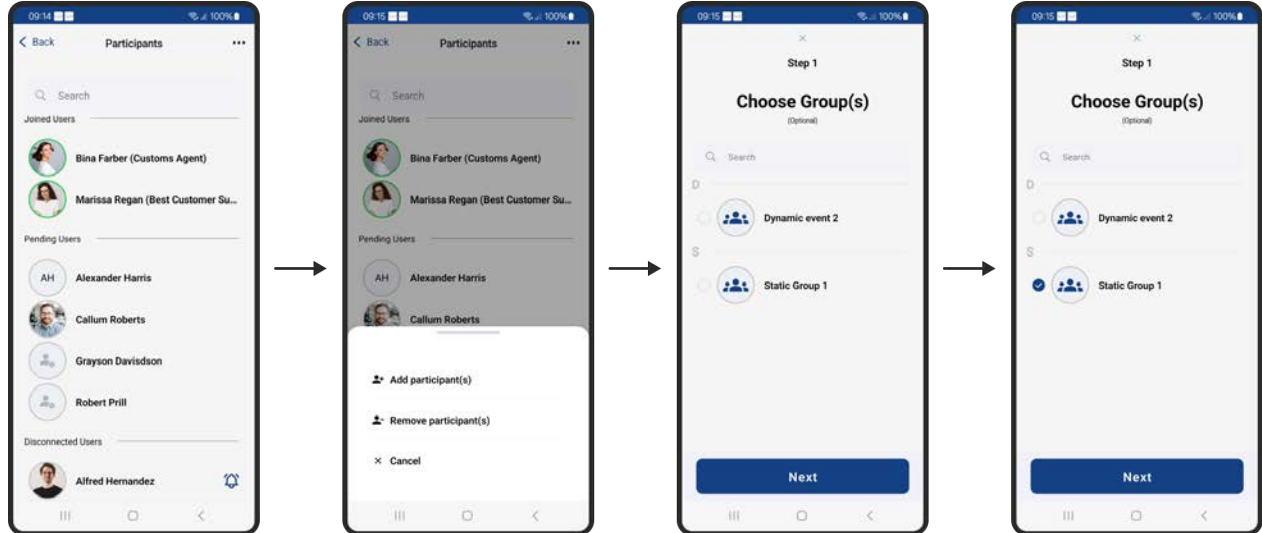 09:14
100%
Back
Participants
Search
Joined Users
Bina Farber (Customs Agent)
Marissa Regan (Best Customer Su...
Pending Users
AH
Alexander Harris
Callum Roberts
Grayson Davisdson
Robert Prill
Disconnected Users
Alfred Hernandez
09:15
100%
Back
Participants
Search
Joined Users
Bina Farber (Customs Agent)
Marissa Regan (Best Customer Su...
Pending Users
AH
Alexander Harris
Callum Roberts
Add participant(s)
Remove participant(s)
Cancel
09:15
100%
Step 1
Choose Group(s)
(Optional)
Search
D
Dynamic event 2
S
Static Group 1
Next
09:15
100%
Step 1
Choose Group(s)
(Optional)
Search
D
Dynamic event 2
S
Static Group 1
Next